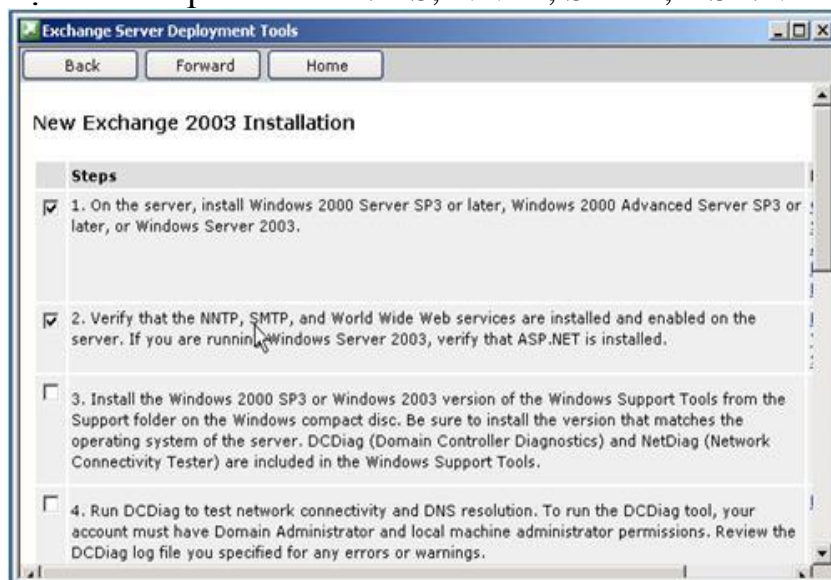 Exchange Server Deployment Tools
Back Forward Home
New Exchange 2003 Installation
Steps
1. On the server, install Windows 2000 Server SP3 or later, Windows 2000 Advanced Server SP3 or
later, or Windows Server 2003.
2. Verify that the NNTP, SMTP, and World Wide Web services are installed and enabled on the
server. If you are running Windows Server 2003, verify that ASP.NET is installed.
3. Install the Windows 2000 SP3 or Windows 2003 version of the Windows Support Tools from the
Support folder on the Windows compact disc. Be sure to install the version that matches the
operating system of the server. DCDiag (Domain Controller Diagnostics) and NetDiag (Network
Connectivity Tester) are included in the Windows Support Tools.
4. Run DCDiag to test network connectivity and DNS resolution. To run the DCDiag tool, your
account must have Domain Administrator and local machine administrator permissions. Review the
DCDiag log file you specified for any errors or warnings.